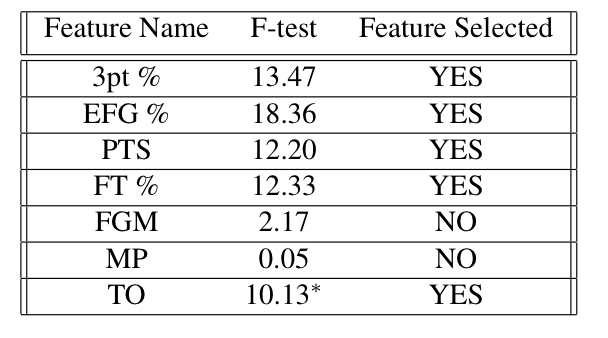 Feature Name F-test Feature Selected
3pt % 13.47 YES
EFG % 18.36 YES
PTS 12.20 YES
FT % 12.33 YES
FGM 2.17 NO
MP 0.05 NO
TO 10.13* YES